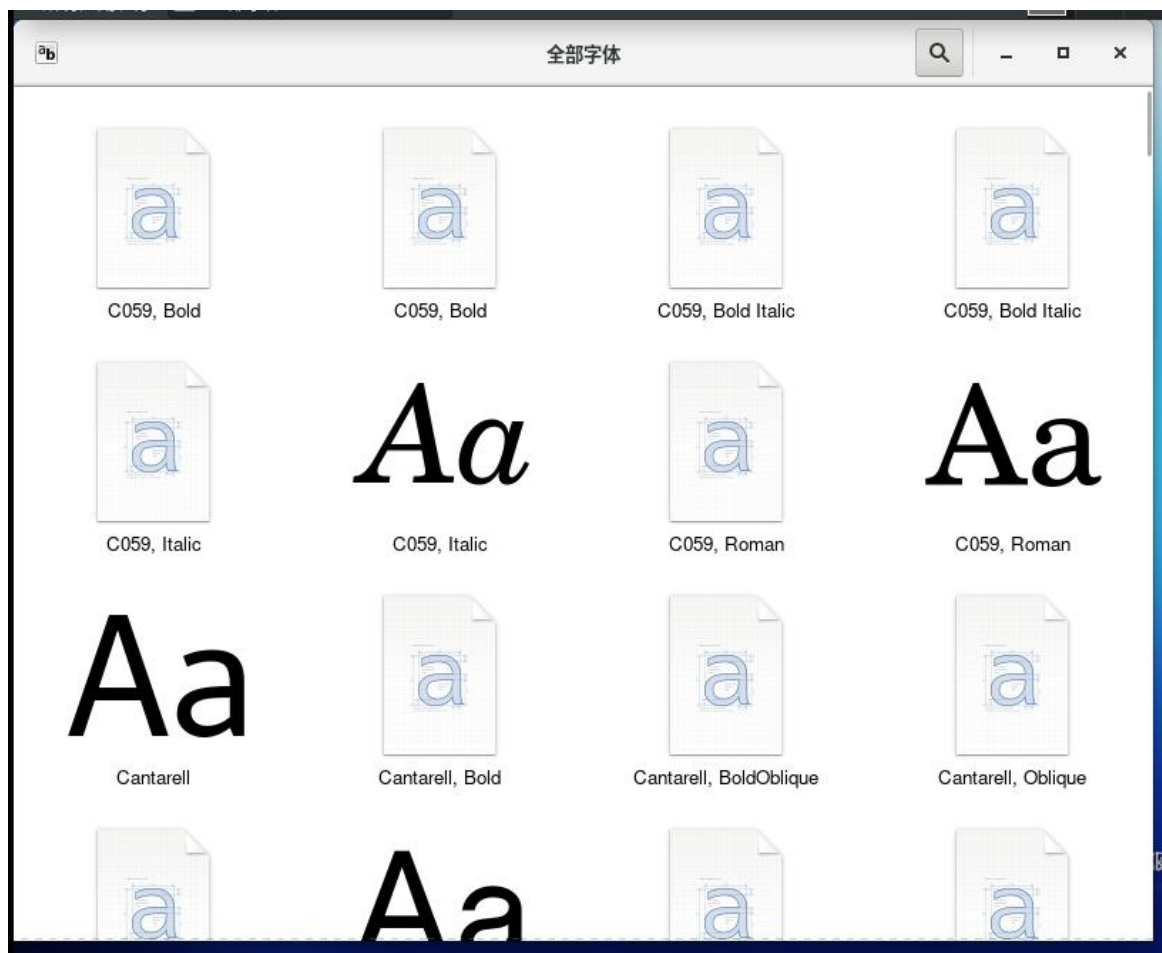 ab 全部字体
C059, Bold C059, Bold C059, Bold Italic C059, Bold Italic
a a a a
Aa Aa
C059, Italic C059, Italic C059, Roman C059, Roman
Aa a a a
Cantarell Cantarell, Bold Cantarell, BoldOblique Cantarell, Oblique
a Aa a a